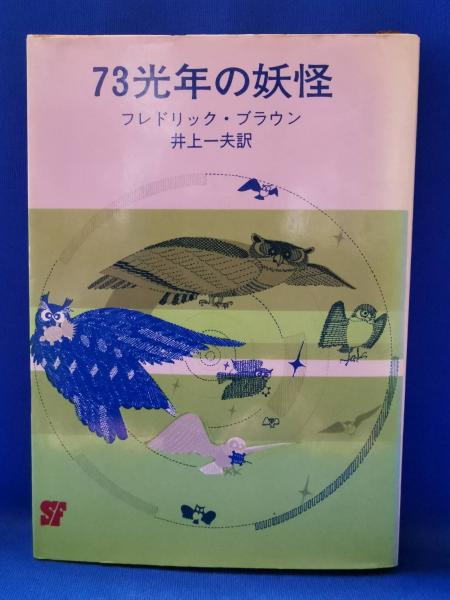 73光年の妖怪
フレドリック・ブラウン
井上一夫訳
SF